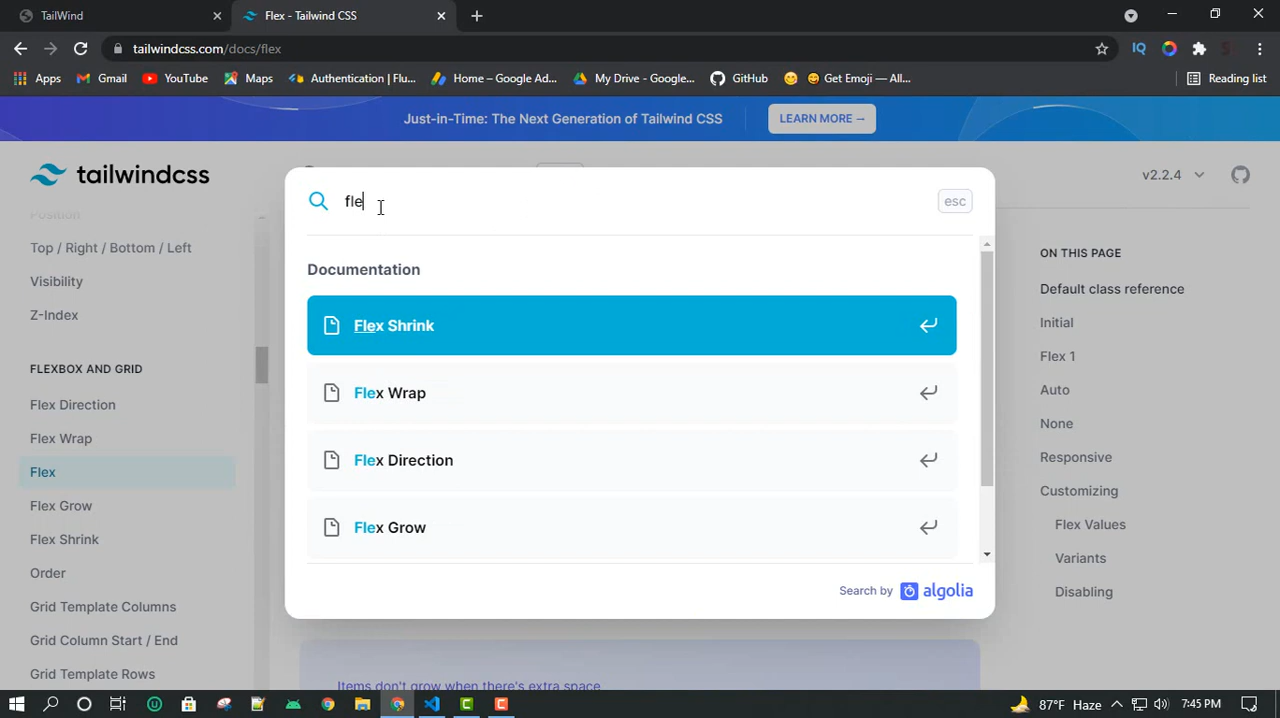 TailWind
Flex - Tailwind CSS
tailwindcss.com/docs/flex
IQ
Apps
Gmail
YouTube
Maps
Authentication | Flu...
Home – Google Ad...
My Drive - Google...
GitHub
Get Emoji — All...
Reading list
Just-in-Time: The Next Generation of Tailwind CSS
LEARN MORE →
tailwindcss
v2.2.4
fle
esc
Position
Top / Right / Bottom / Left
Visibility
Z-Index
FLEXBOX AND GRID
Flex Direction
Flex Wrap
Flex
Flex Grow
Flex Shrink
Order
Grid Template Columns
Grid Column Start / End
Grid Template Rows
Documentation
Flex Shrink
Flex Wrap
Flex Direction
Flex Grow
Search by algolia
Items don't grow when there's extra space
ON THIS PAGE
Default class reference
Initial
Flex 1
Auto
None
Responsive
Customizing
Flex Values
Variants
Disabling
87°F Haze
7:45 PM